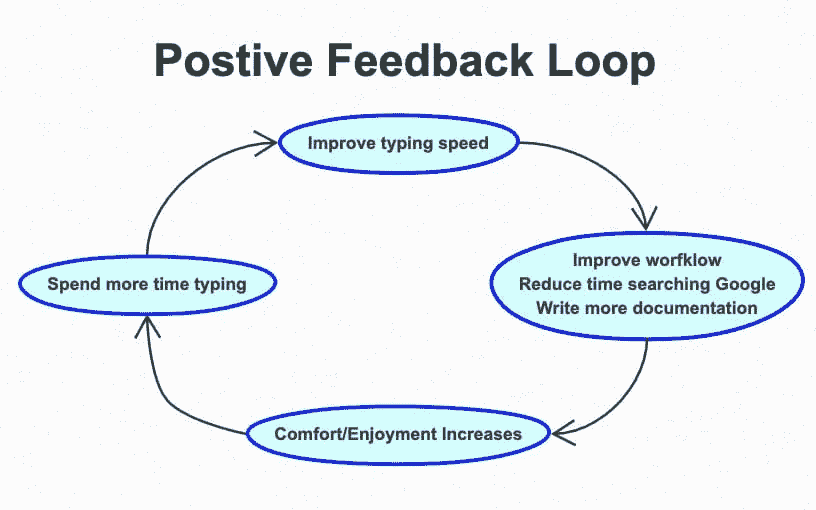 Postive Feedback Loop
Improve typing speed
Improve worfklow
Reduce time searching Google
Write more documentation
Spend more time typing
Comfort/Enjoyment Increases